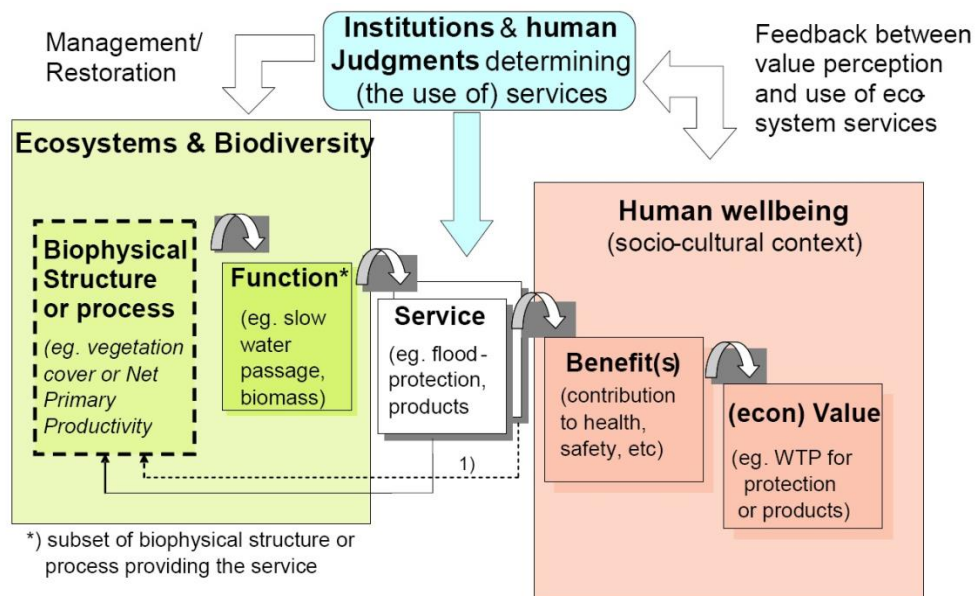 Management/
Restoration
Institutions & human
Judgments determining
(the use of) services
Feedback between
value perception
and use of eco-
system services
Ecosystems & Biodiversity
Biophysical
Structure
or process
(eg. vegetation
cover or Net
Primary
Productivity
Function*
(eg. slow
water
passage,
biomass)
Service
(eg. flood-
protection,
products
1)
Human wellbeing
(socio-cultural context)
Benefit(s)
(contribution
to health,
safety, etc)
(econ) Value
(eg. WTP for
protection
or products)
*) subset of biophysical structure or
process providing the service